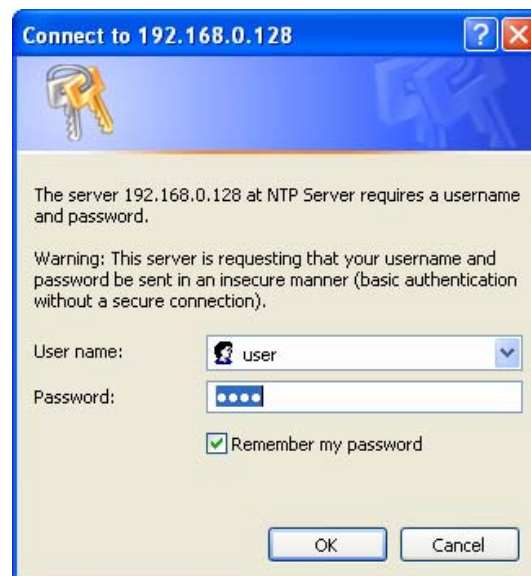 Connect to 192.168.0.128
The server 192.168.0.128 at NTP Server requires a username
and password.
Warning: This server is requesting that your username and
password be sent in an insecure manner (basic authentication
without a secure connection).
User name:
user
Password:
••••
Remember my password
OK
Cancel